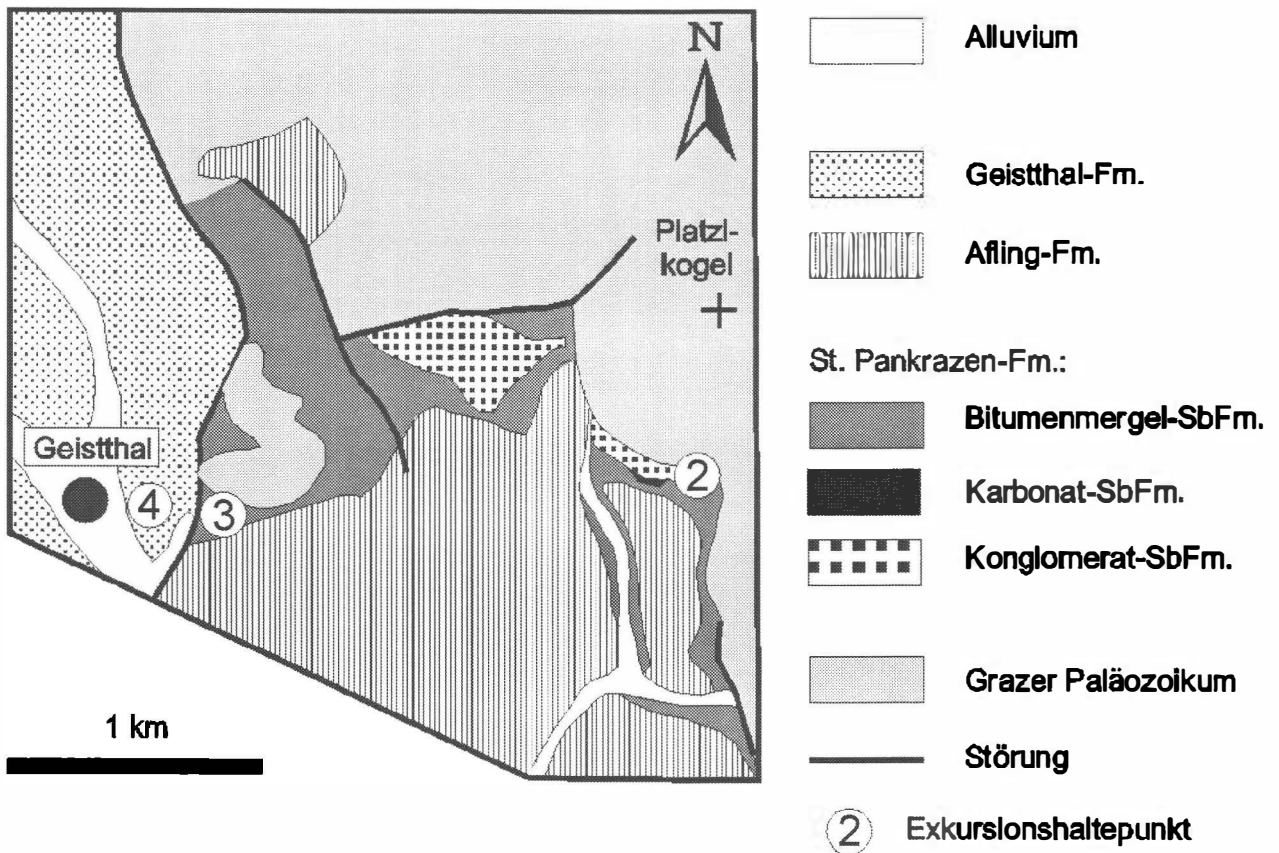 N
Platzl-
kogel
Geistthal
4
3
2
1 km
Alluvium
Geistthal-Fm.
Afling-Fm.
St. Pankrazen-Fm.:
Bitumenmergel-SbFm.
Karbonat-SbFm.
Konglomerat-SbFm.
Grazer Paläozoikum
Störung
2 Exkursionshaltepunkt